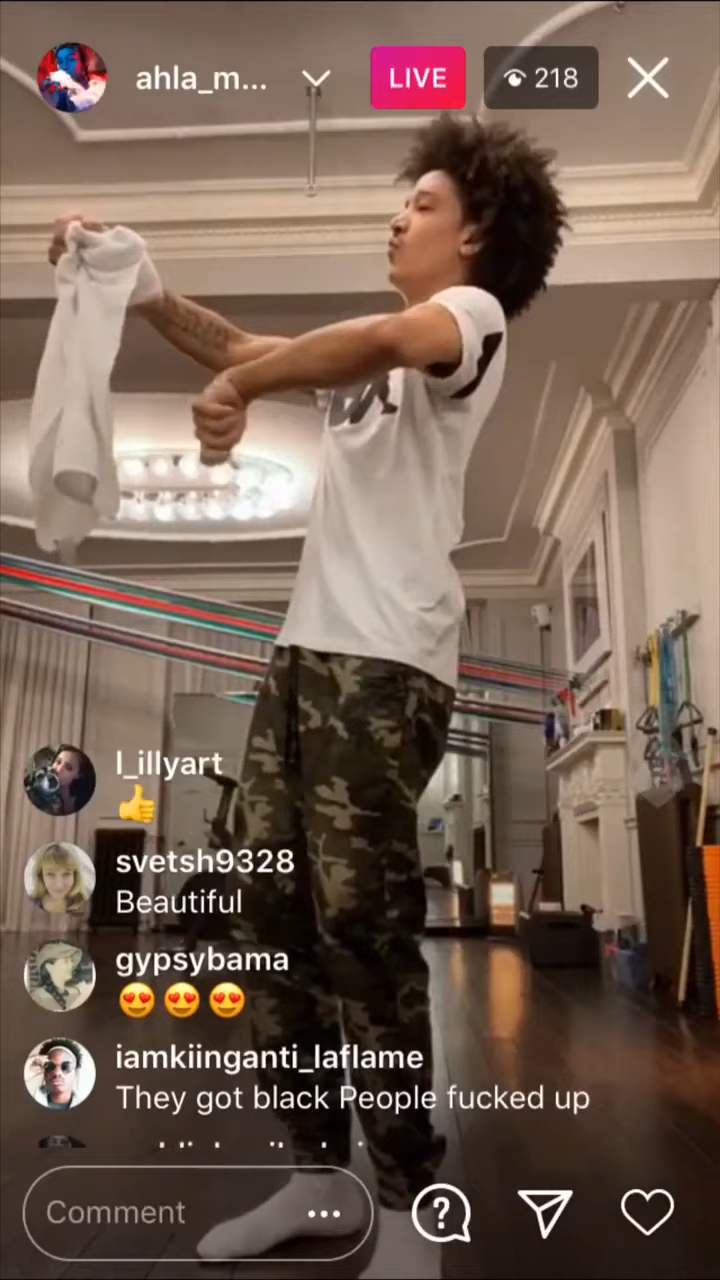 ahla_m...
LIVE
218
l_illyart
👍
svetsh9328
Beautiful
gypsybama
😍 😍 😍
iamkiinganti_laflame
They got black People fucked up
Comment
?